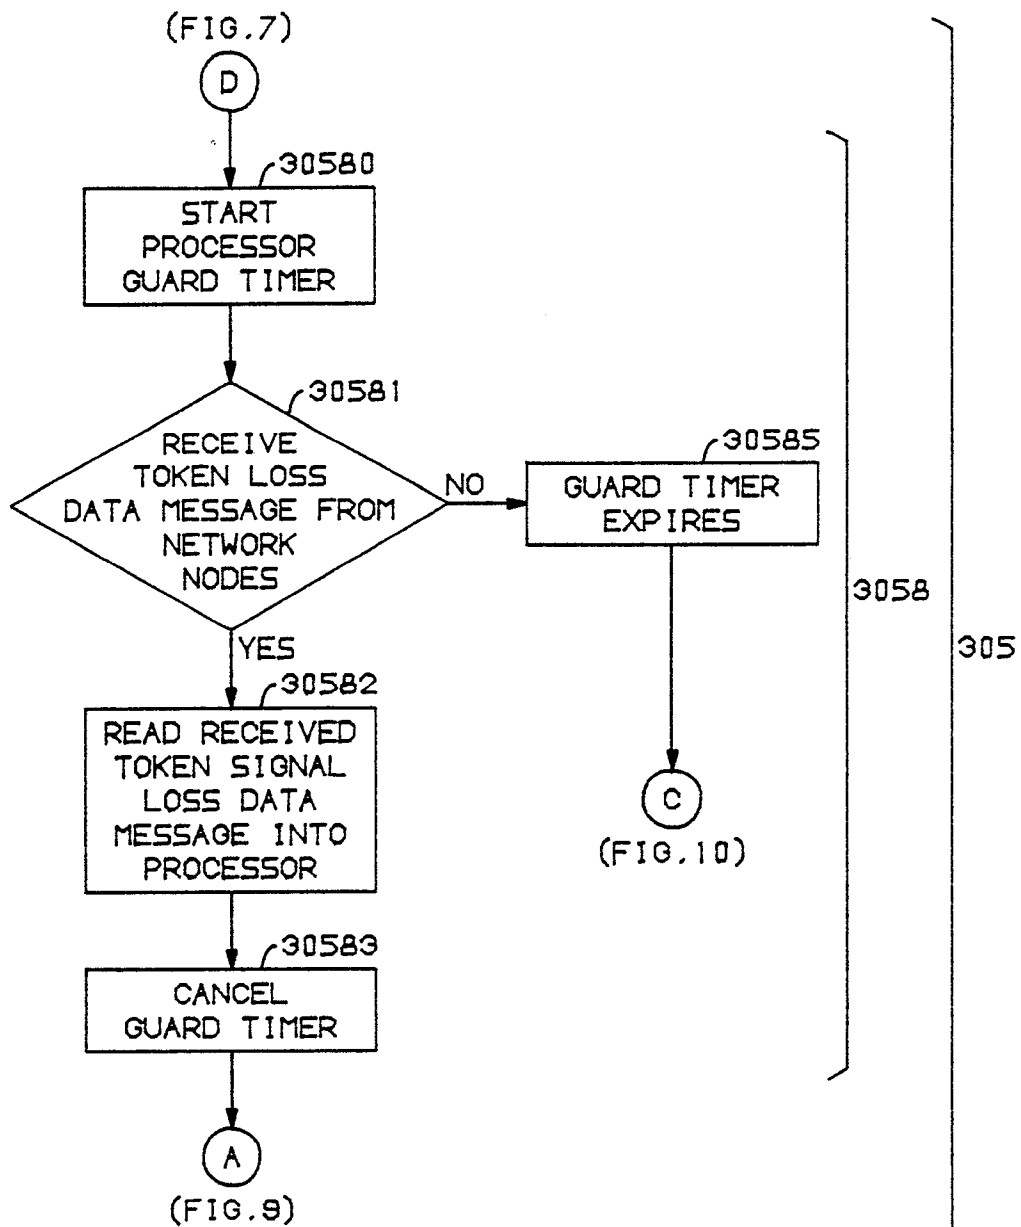 (FIG.7)
D
30580
START
PROCESSOR
GUARD TIMER
30581
RECEIVE
TOKEN LOSS
DATA MESSAGE FROM
NETWORK
NODES
NO
30585
GUARD TIMER
EXPIRES
C
(FIG.10)
YES
30582
READ RECEIVED
TOKEN SIGNAL
LOSS DATA
MESSAGE INTO
PROCESSOR
30583
CANCEL
GUARD TIMER
A
(FIG.9)
3058
305